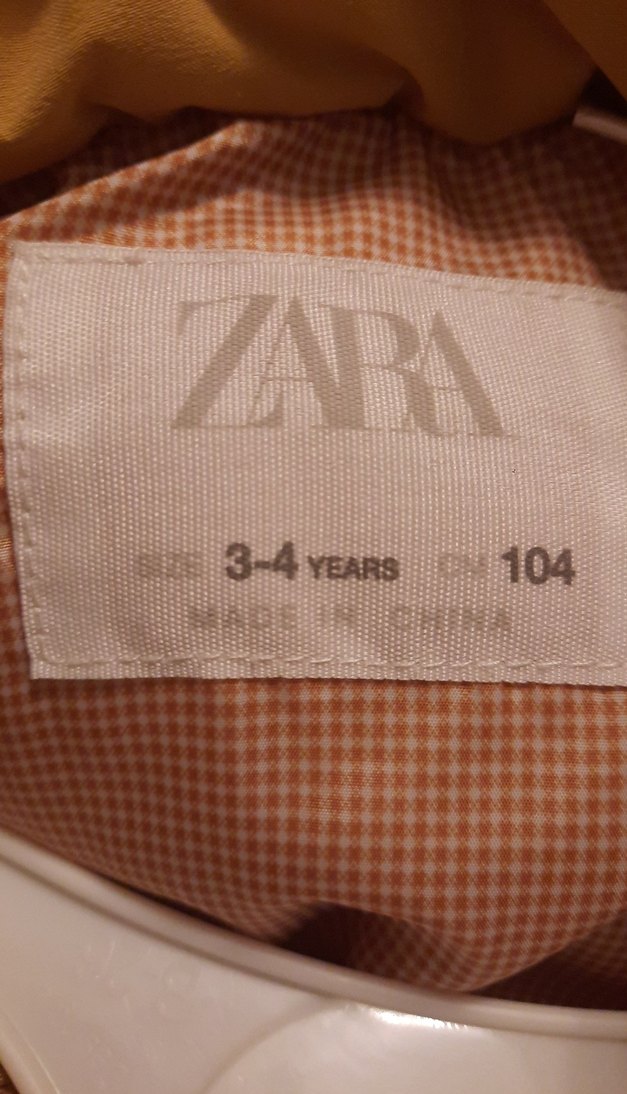 ZARA
SIZE 3-4 YEARS CM 104
MADE IN CHINA